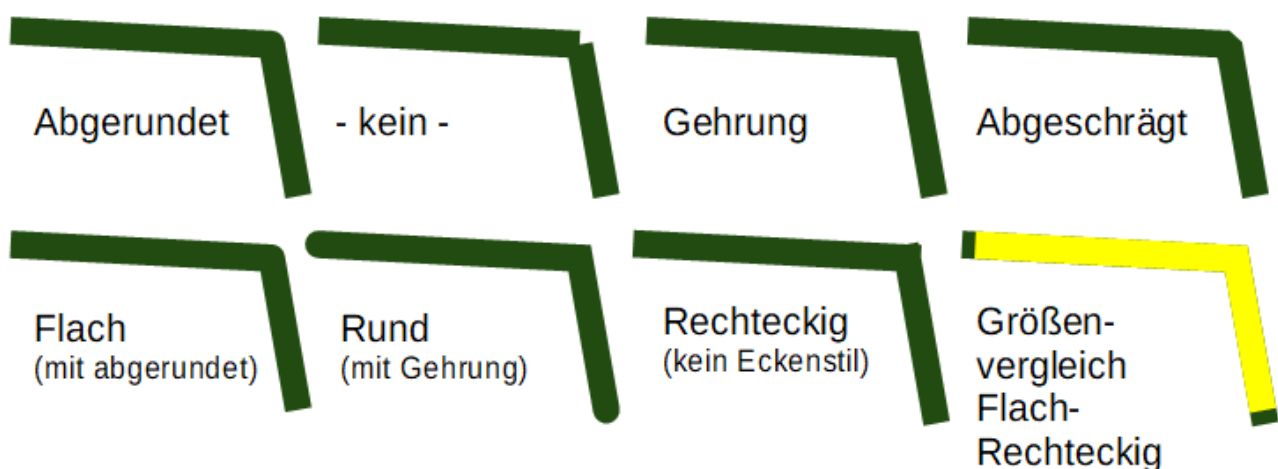 Abgerundet
- kein -
Gehrung
Abgeschrägt
Flach
(mit abgerundet)
Rund
(mit Gehrung)
Rechteckig
(kein Eckenstil)
Größen-
vergleich
Flach-
Rechteckig